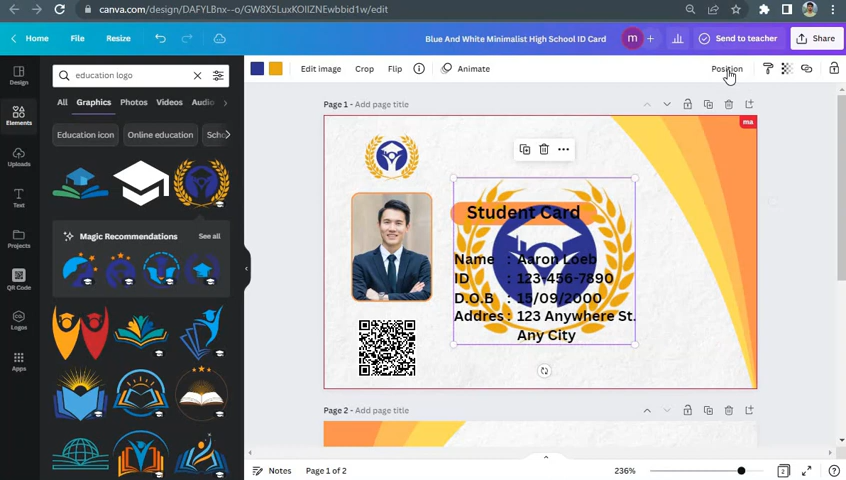 canva.com/design/DAFYLBnx--o/GW8X5LuxKOlIZNEwbbid1w/edit
Home File Resize Blue And White Minimalist High School ID Card m + Send to teacher Share
education logo
Edit image Crop Flip Animate Position
Design
Elements
Uploads
Text
Projects
QR Code
Logos
Apps
All Graphics Photos Videos Audio
Education icon Online education Scho
Magic Recommendations See all
Page 1 - Add page title
ma
Student Card
Name : Aaron Loeb
ID : 123-456-7890
D.O.B : 15/09/2000
Addres : 123 Anywhere St.
Any City
Page 2 - Add page title
Notes Page 1 of 2 236% 2